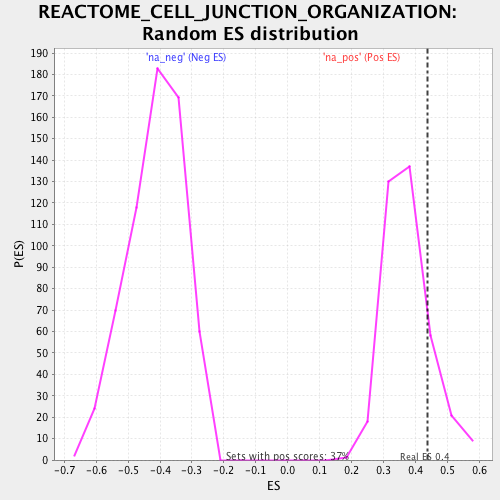 REACTOME_CELL_JUNCTION_ORGANIZATION:
Random ES distribution
'na_neg' (Neg ES)
'na_pos' (Pos ES)
P(ES)
190
180
170
160
150
140
130
120
110
100
90
80
70
60
50
40
30
20
10
0
Sets with pos scores: 37%
Real ES 0.4
-0.7 -0.6 -0.5 -0.4 -0.3 -0.2 -0.1 0.0 0.1 0.2 0.3 0.4 0.5 0.6
ES